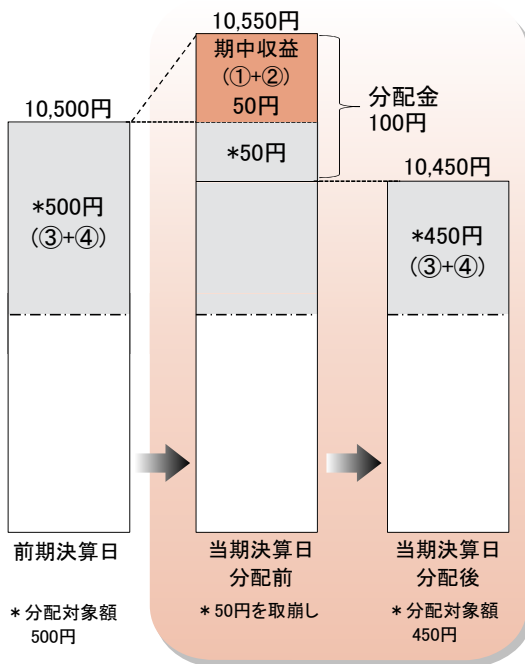 10,550円
期中収益
(①+②)
50円
分配金
100円
10,500円
*50円
10,450円
*500円
(③+④)
*450円
(③+④)
前期決算日
当期決算日
分配前
当期決算日
分配後
*分配対象額
500円
*50円を取崩し
*分配対象額
450円